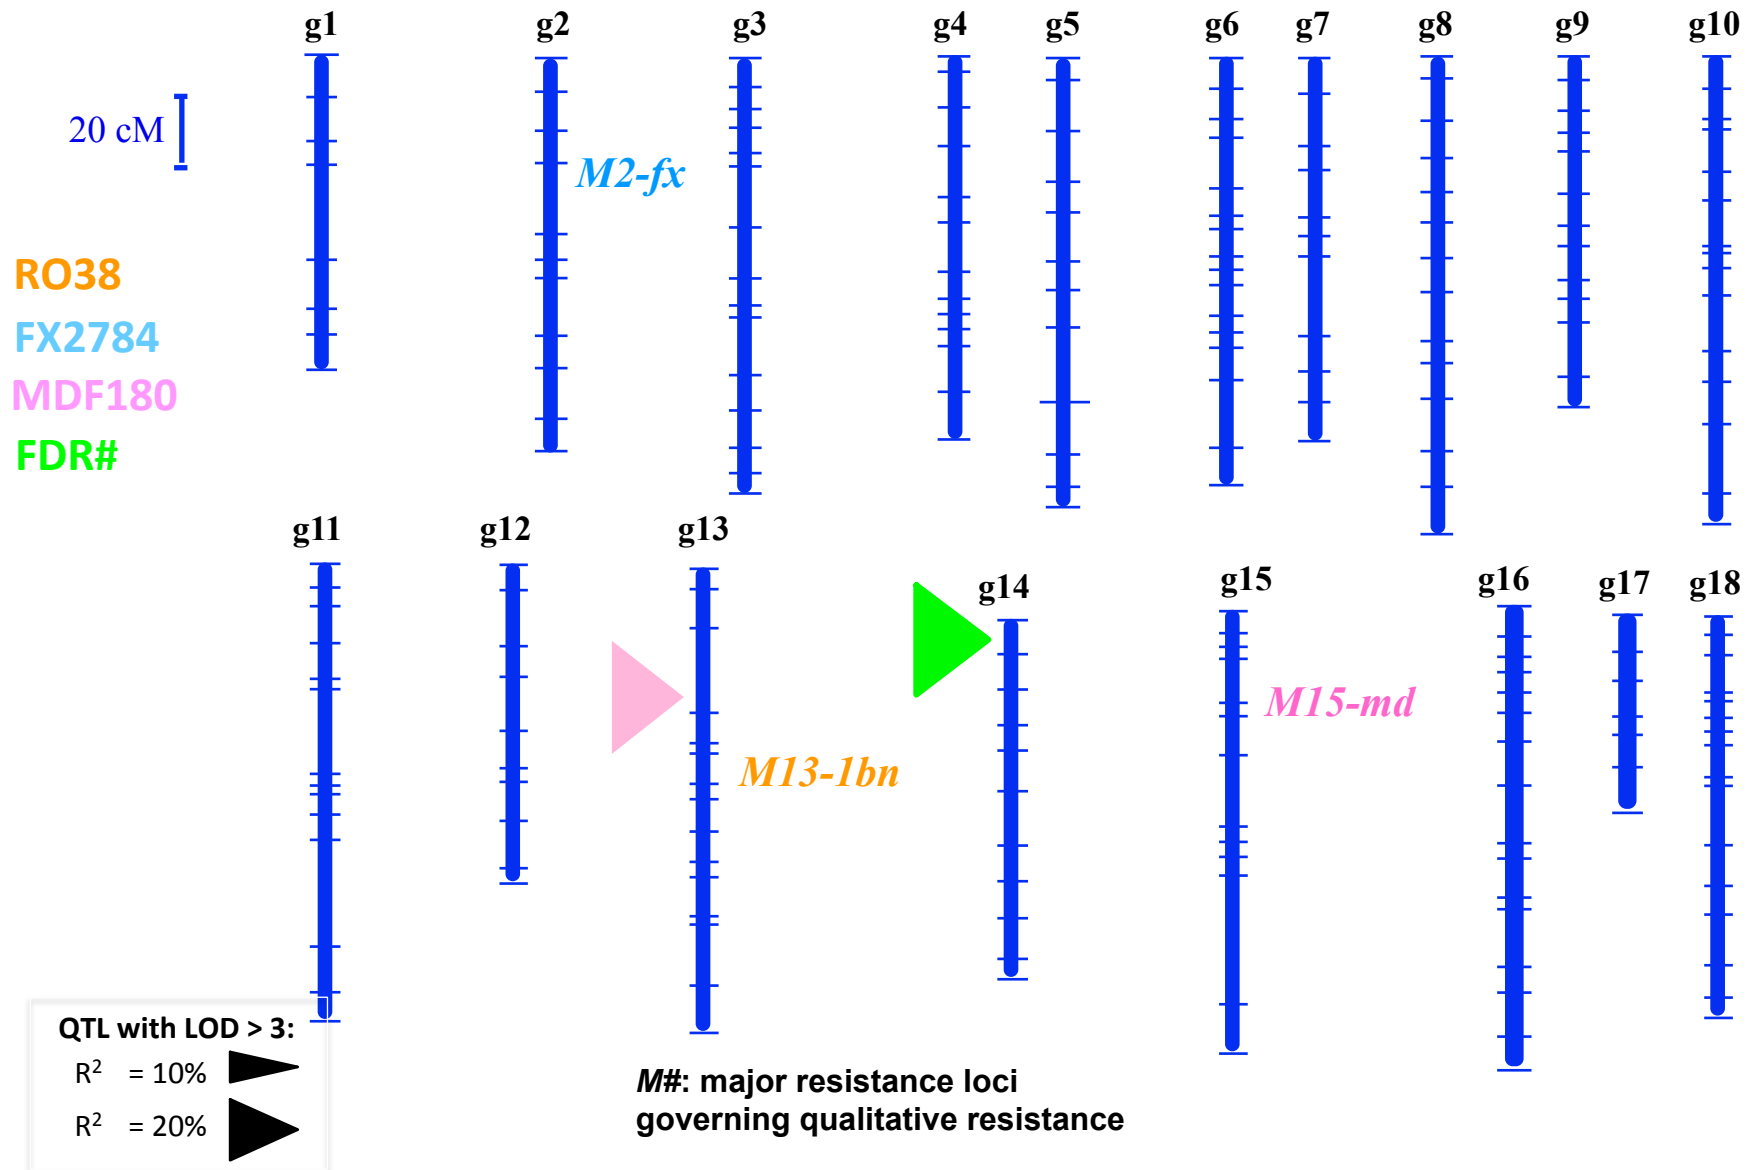 g1 g2 g3 g4 g5 g6 g7 g8 g9 g10
20 cM
M2-fx
RO38
FX2784
MDF180
FDR#
g11 g12 g13 g14 g15 g16 g17 g18
M15-md
M13-1bn
QTL with LOD > 3:
R² = 10%
R² = 20%
M#: major resistance loci
governing qualitative resistance